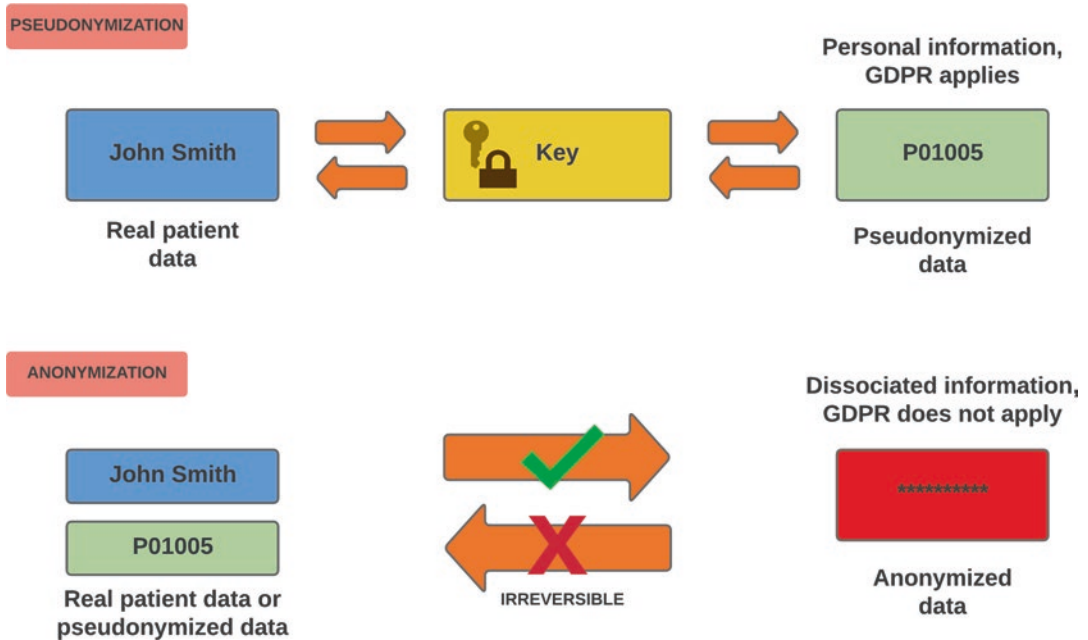 PSEUDONYMIZATION
Personal information,
GDPR applies
John Smith
Key
P01005
Real patient
data
Pseudonymized
data
ANONYMIZATION
Dissociated information,
GDPR does not apply
John Smith
**********
P01005
IRREVERSIBLE
Real patient data or
pseudonymized data
Anonymized
data